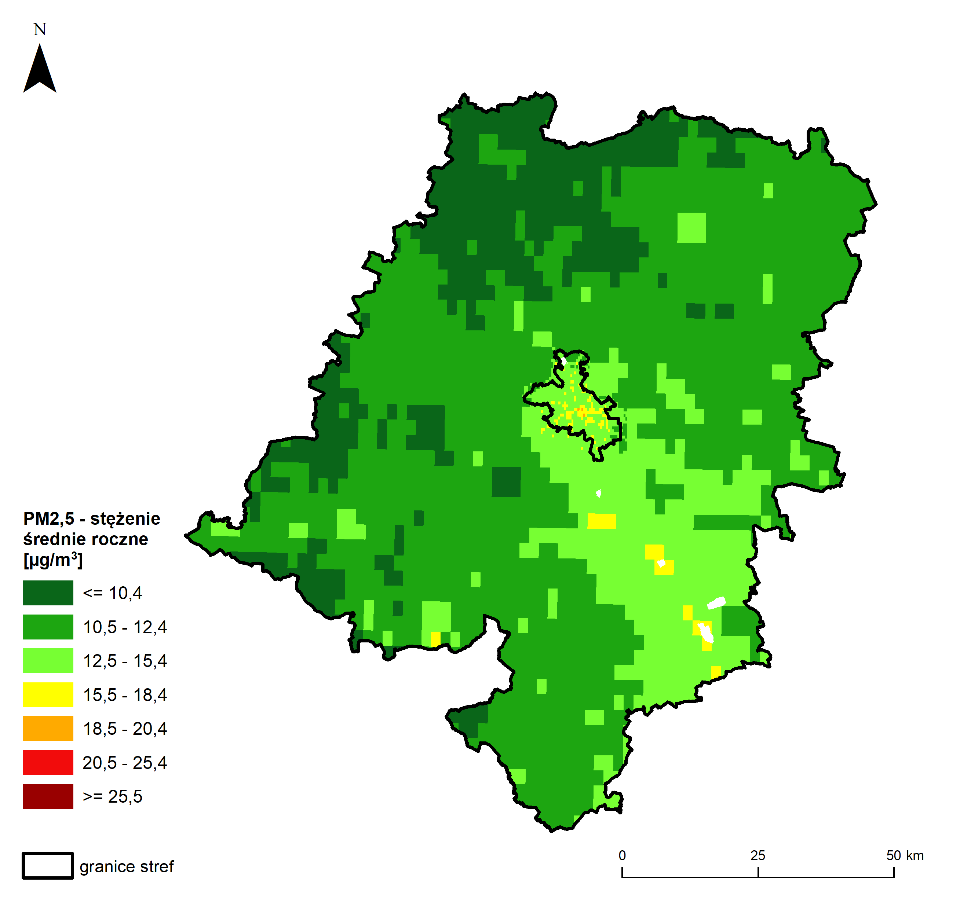 N
PM2,5 - stężenie
średnie roczne
[µg/m³]
<= 10,4
10,5 - 12,4
12,5 - 15,4
15,5 - 18,4
18,5 - 20,4
20,5 - 25,4
>= 25,5
granice stref
0 25 50 km